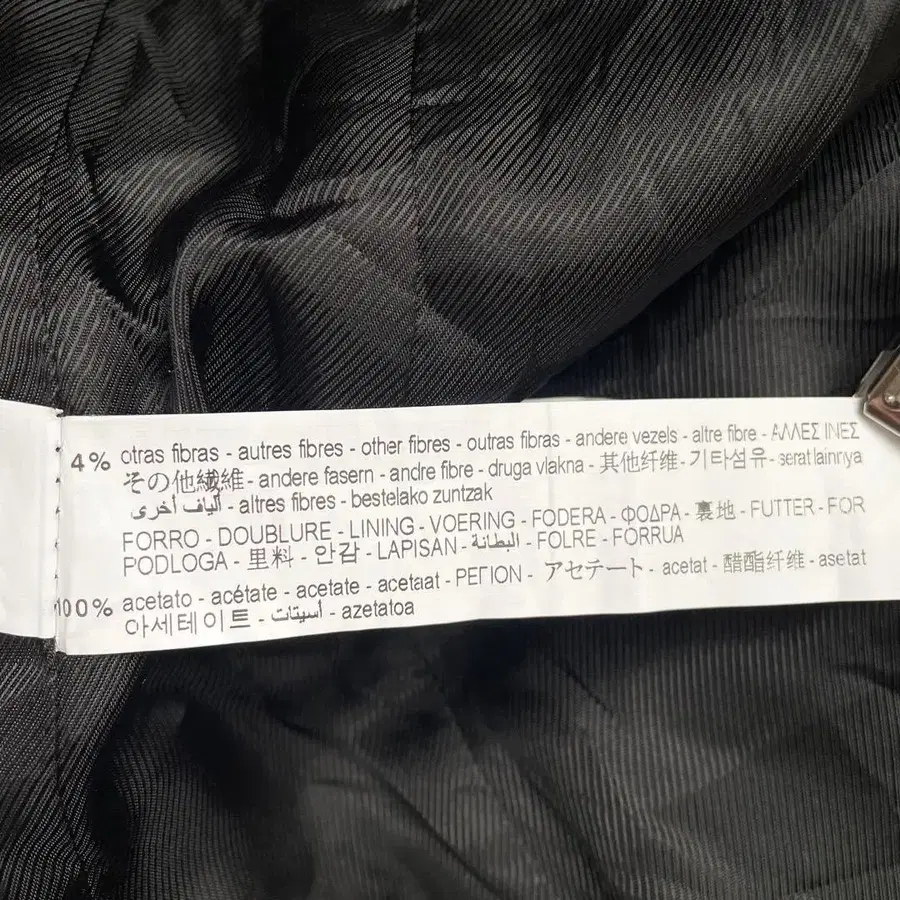 4% otras fibras - autres fibres - other fibres - outras fibras - andere vezels - altre fibre - ΑΛΛΕΣ ΙΝΕΣ
その他繊維 - andere fasern - andre fibre - druga vlakna - 其他纤维 - 기타섬유 - serat lainnya
ألياف أخرى - altres fibres - bestelako zuntzak
FORRO - DOUBLURE - LINING - VOERING - FODERA - ΦΟΔΡΑ - 裏地 - FUTTER - FOR
PODLOGA - 里料 - 안감 - LAPISAN - البطانة - FOLRE - FORRUA
100% acetato - acétate - acetate - acetaat - ΡΕΓΙΟΝ - アセテート - acetat - 醋酯纤维 - asetat
아세테이트 - أسيتات - azetatoa